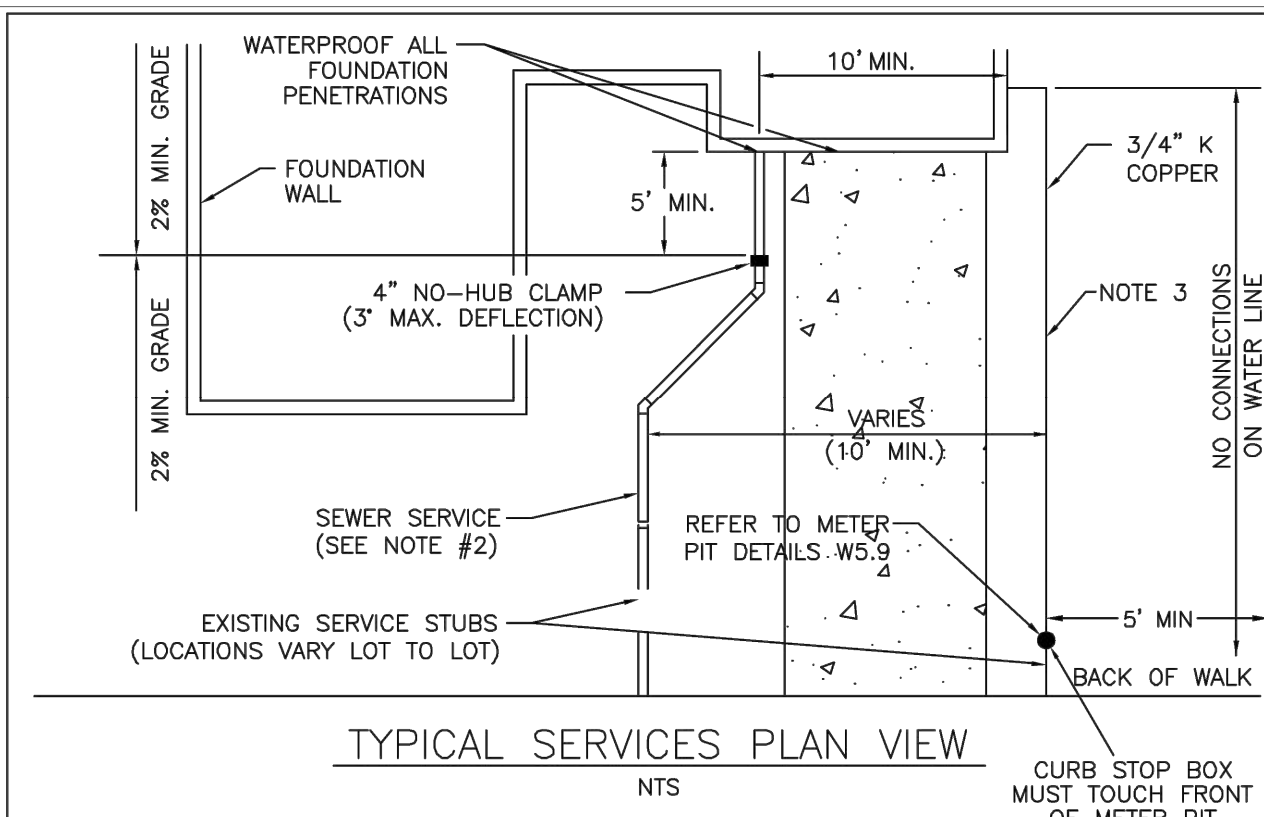 WATERPROOF ALL
FOUNDATION
PENETRATIONS
10' MIN.
2% MIN. GRADE
FOUNDATION
WALL
3/4" K
COPPER
5' MIN.
4" NO-HUB CLAMP
(3° MAX. DEFLECTION)
NOTE 3
2% MIN. GRADE
NO CONNECTIONS
ON WATER LINE
VARIES
(10' MIN.)
SEWER SERVICE
(SEE NOTE #2)
REFER TO METER
PIT DETAILS W5.9
EXISTING SERVICE STUBS
(LOCATIONS VARY LOT TO LOT)
5' MIN
BACK OF WALK
TYPICAL SERVICES PLAN VIEW
NTS
CURB STOP BOX
MUST TOUCH FRONT
OF METER PIT